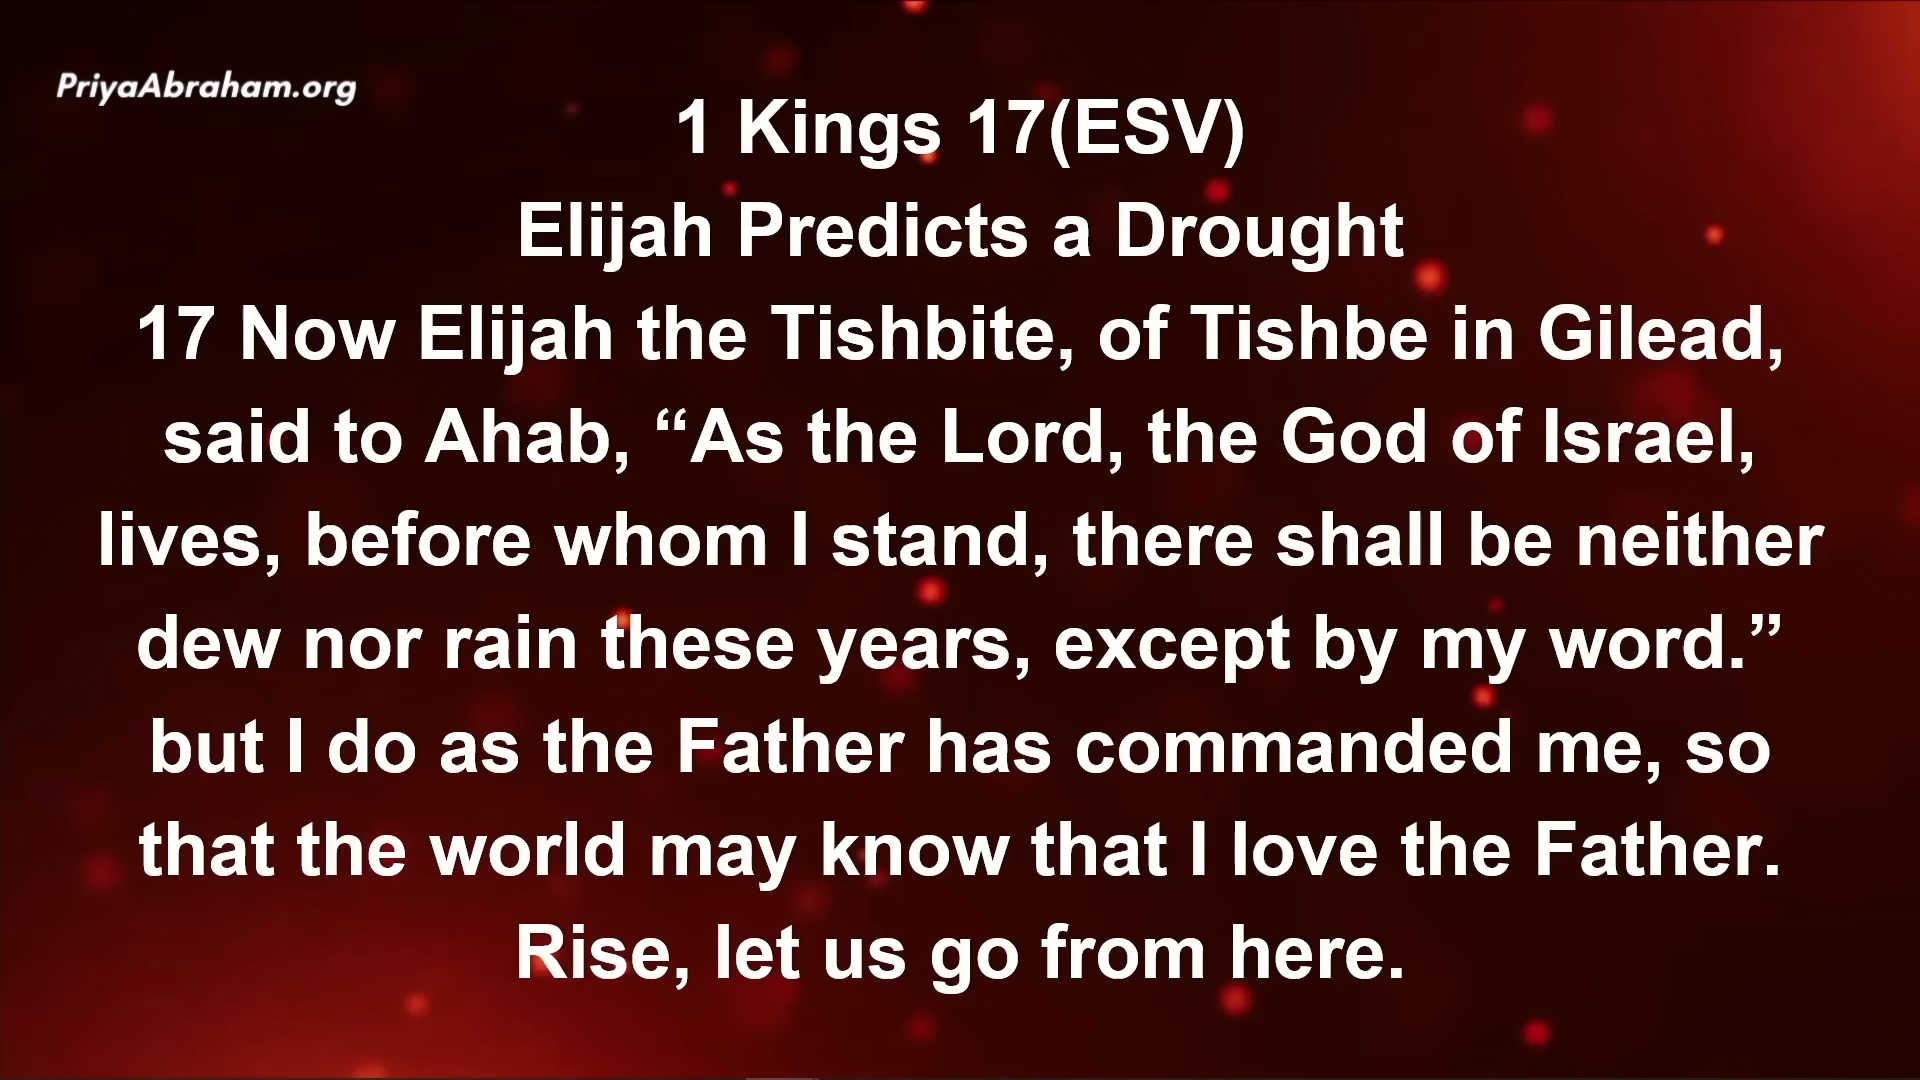 PriyaAbraham.org
1 Kings 17(ESV)
Elijah Predicts a Drought
17 Now Elijah the Tishbite, of Tishbe in Gilead,
said to Ahab, “As the Lord, the God of Israel,
lives, before whom I stand, there shall be neither
dew nor rain these years, except by my word.”
but I do as the Father has commanded me, so
that the world may know that I love the Father.
Rise, let us go from here.